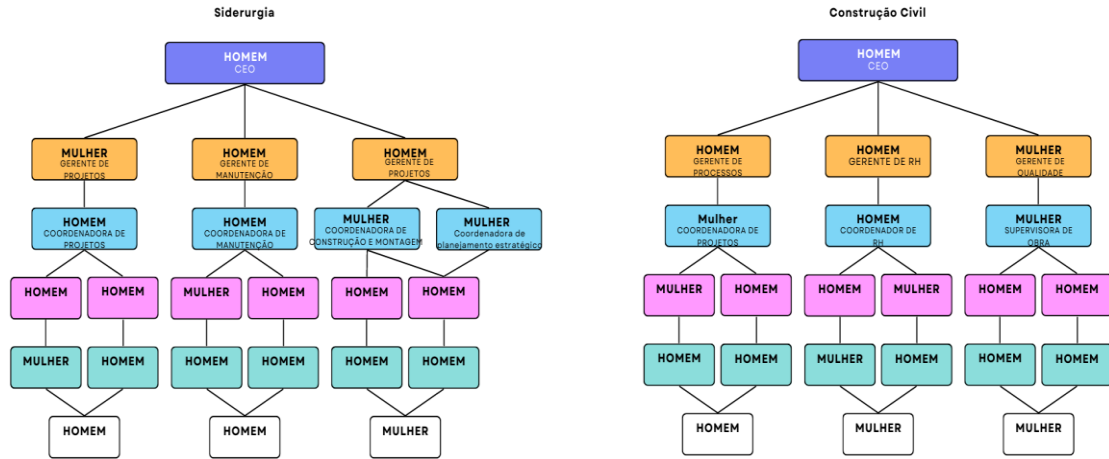 Siderurgia
HOMEM
CEO
MULHER
GERENTE DE
PROJETOS
HOMEM
GERENTE DE
MANUTENÇÃO
HOMEM
GERENTE DE
PROJETOS
HOMEM
COORDENADORA DE
PROJETOS
HOMEM
COORDENADORA DE
MANUTENÇÃO
MULHER
COORDENADORA DE
CONSTRUÇÃO E MONTAGEM
MULHER
Coordenadora de
planejamento estratégico
HOMEM
HOMEM
MULHER
HOMEM
HOMEM
HOMEM
MULHER
HOMEM
HOMEM
HOMEM
HOMEM
HOMEM
HOMEM
HOMEM
MULHER
Construção Civil
HOMEM
CEO
HOMEM
GERENTE DE
PROCESSOS
HOMEM
GERENTE DE RH
MULHER
GERENTE DE
QUALIDADE
Mulher
COORDENADORA DE
PROJETOS
HOMEM
COORDENADOR DE
RH
MULHER
SUPERVISORA DE
OBRA
MULHER
HOMEM
HOMEM
MULHER
HOMEM
HOMEM
HOMEM
HOMEM
MULHER
HOMEM
HOMEM
HOMEM
HOMEM
MULHER
MULHER